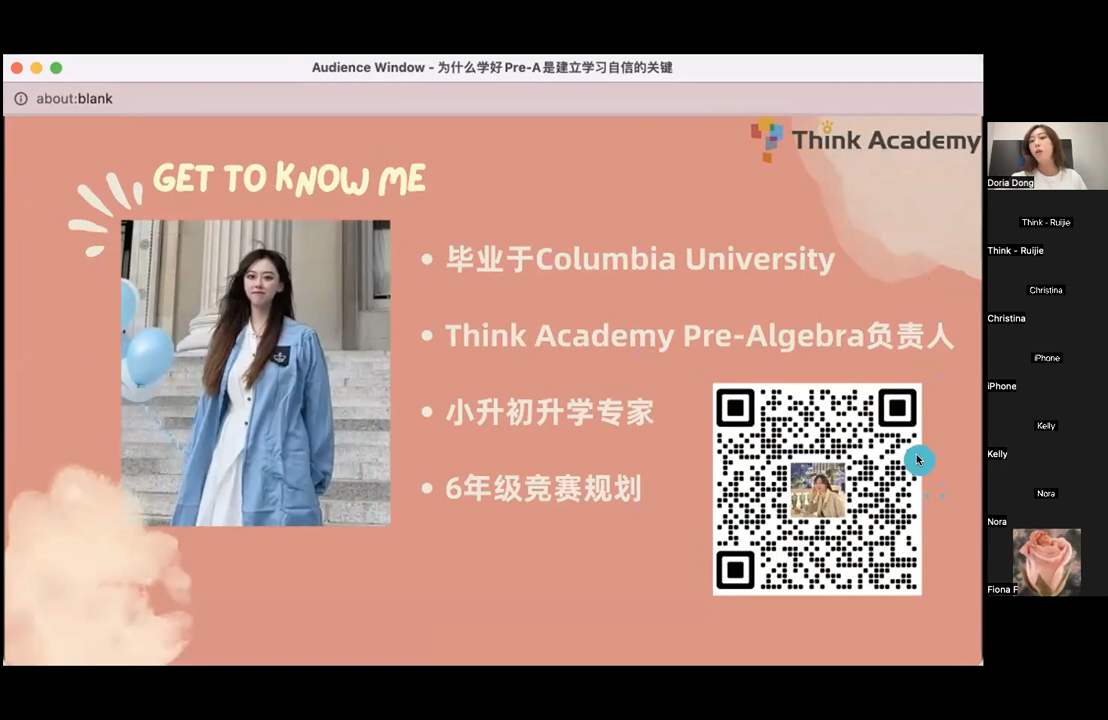 Audience Window - 为什么学好 Pre-A 是建立学习自信的关键
about:blank
Think Academy
GET TO KNOW ME
毕业于Columbia University
Think Academy Pre-Algebra负责人
小升初升学专家
6年级竞赛规划
Doria Dong
Think - Ruijie
Think - Ruijie
Christina
Christina
iPhone
iPhone
Kelly
Kelly
Nora
Nora
Fiona F